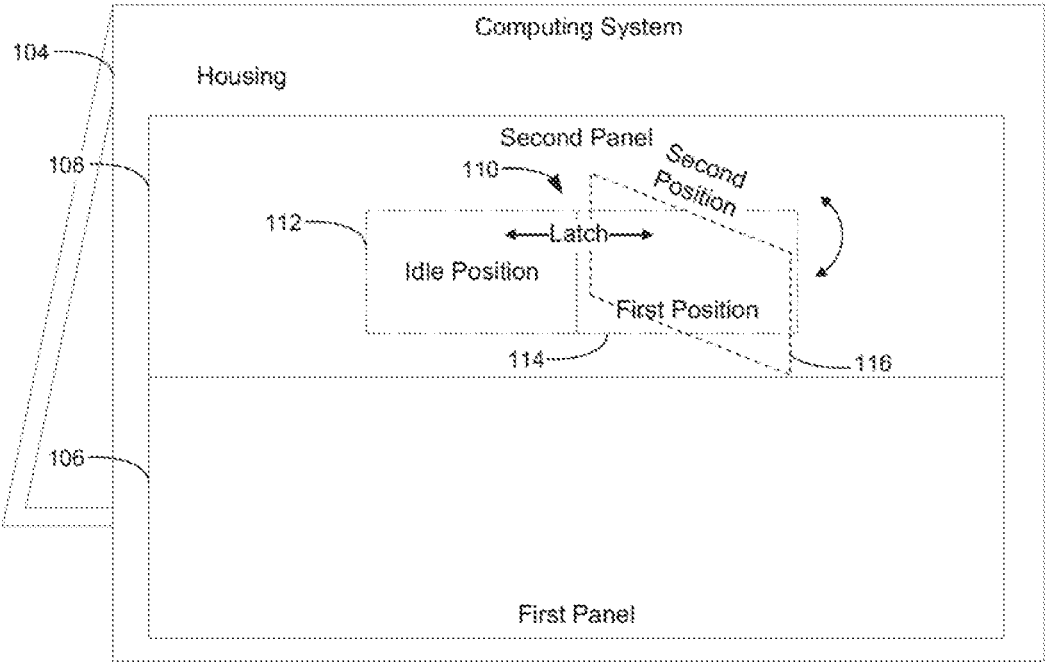 Computing System
104
Housing
Second Panel
108
110
Second
Position
112
Latch
Idle Position
First Position
114
116
106
First Panel